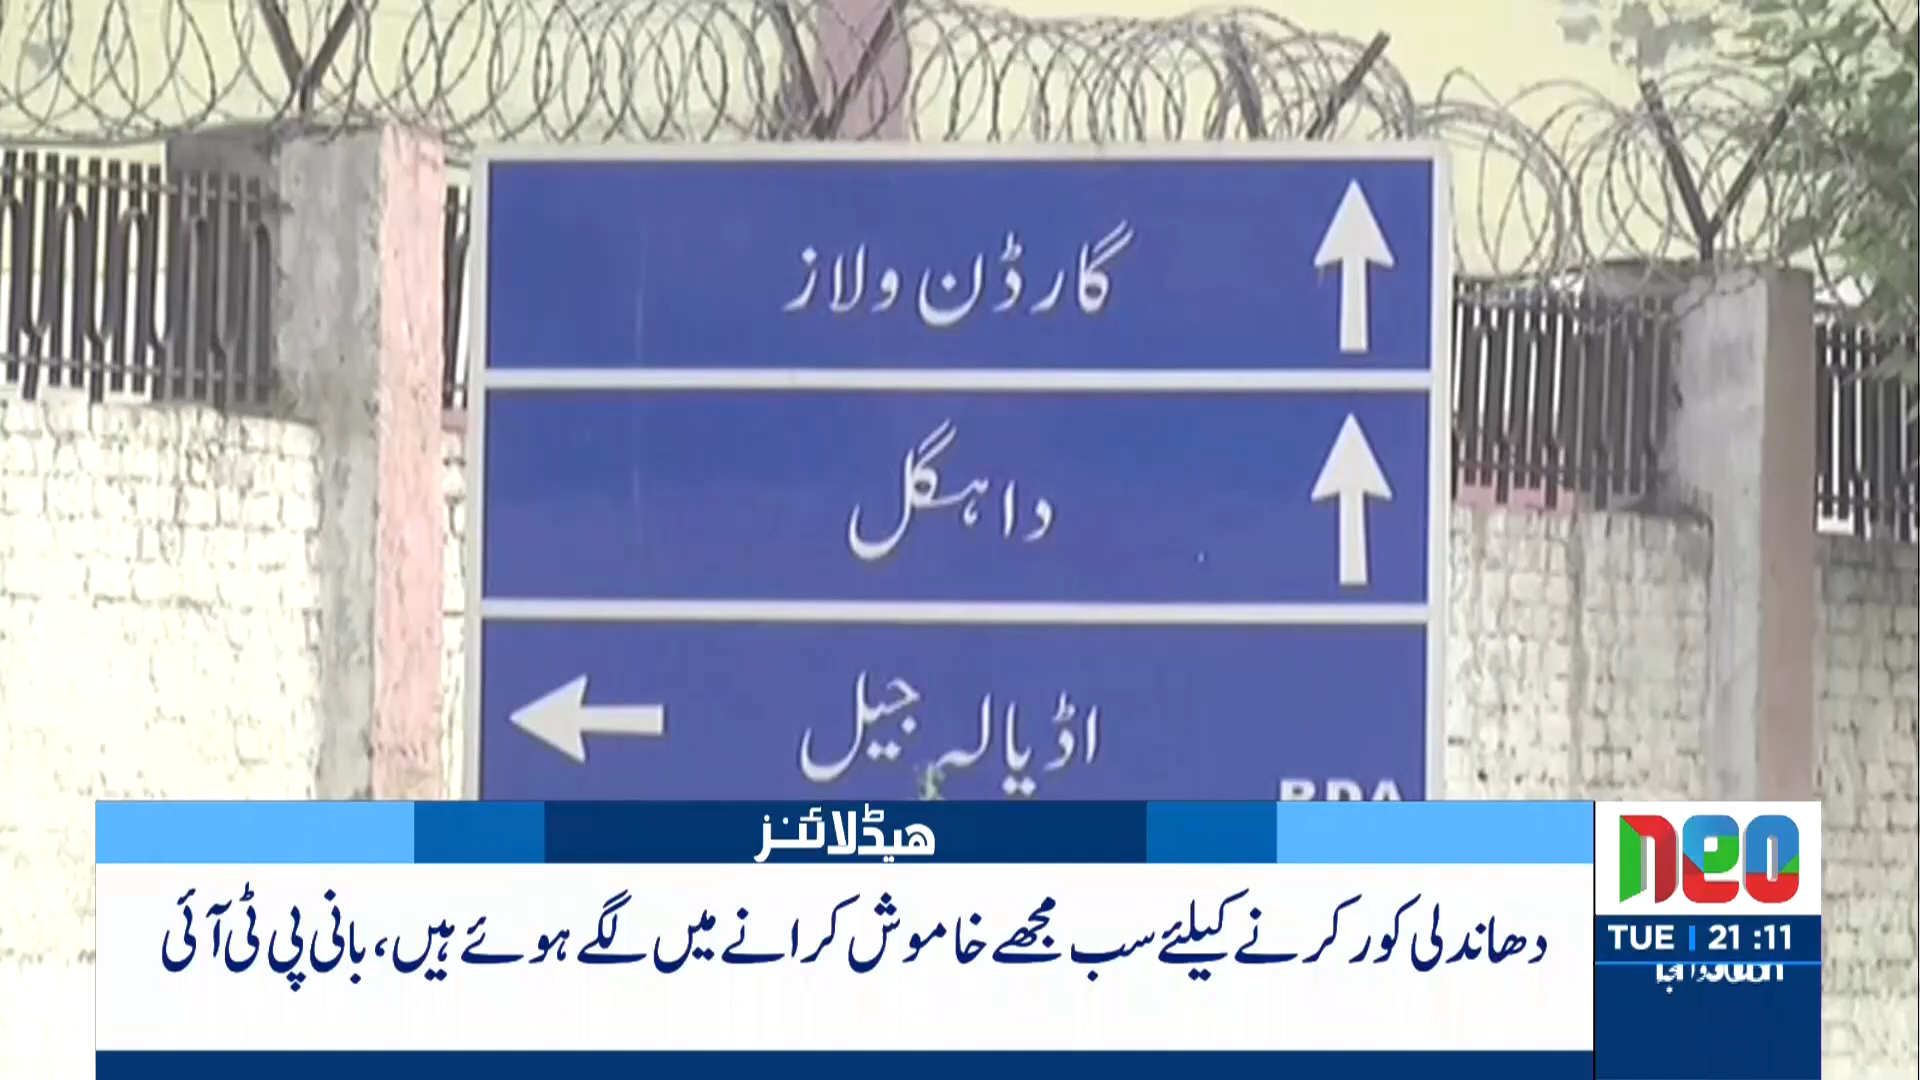 گارڈن ولاز
داہگل
اڈیالہ جیل
RDA
ھیڈلائنز
دھاندلی کور کرنے کیلئے سب مجھے خاموش کرانے میں لگے ہوئے ہیں، بانی پی ٹی آئی
neo
TUE | 21 :11